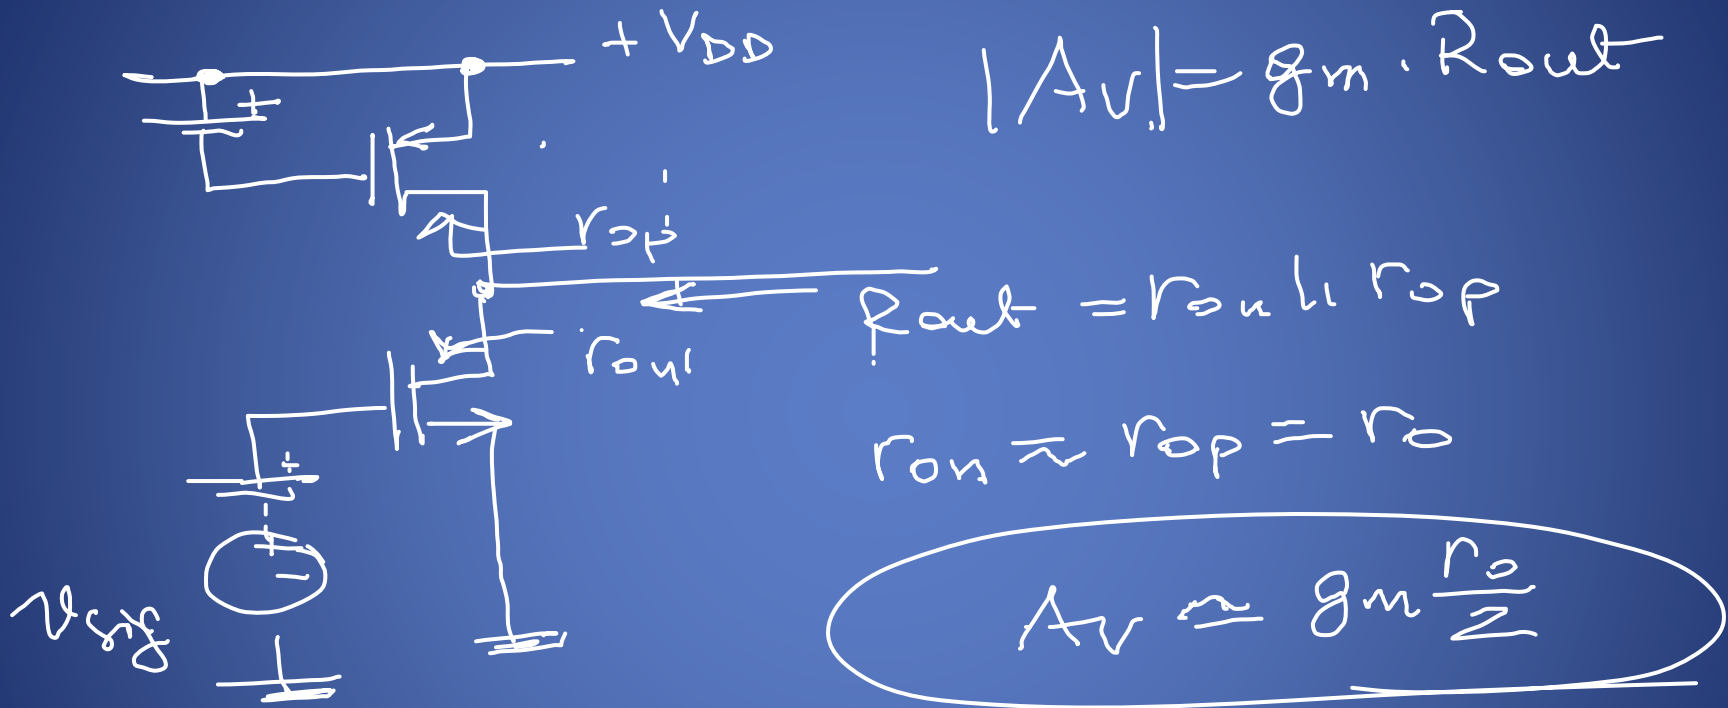 + VDD
|Av| = gm . Rout
+
rop
Rout = ron || rop
ron
+
ron ≈ rop = ro
+
-
vsig
Av ≈ gm ro/2